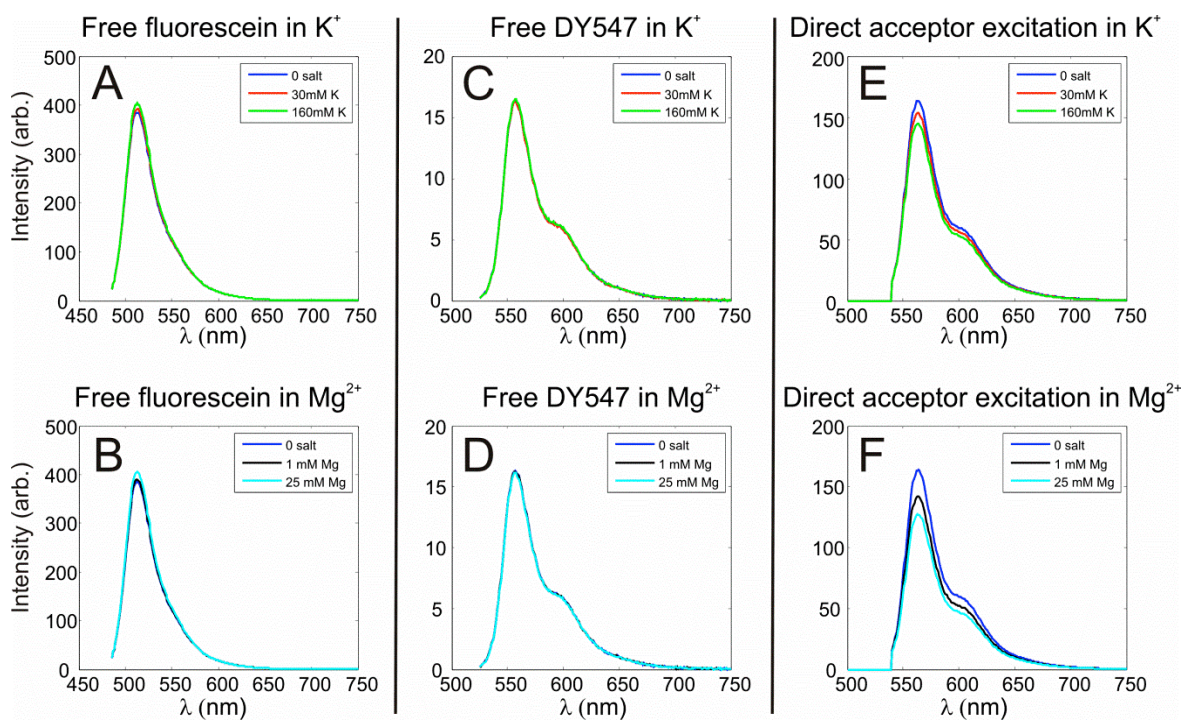 Free fluorescein in K⁺
Free DY547 in K⁺
Direct acceptor excitation in K⁺
A
0 salt
30mM K
160mM K
500
400
300
200
100
0
Intensity (arb.)
450 500 550 600 650 700 750
λ (nm)
C
0 salt
30mM K
160mM K
20
15
10
5
0
500 550 600 650 700 750
λ (nm)
E
0 salt
30mM K
160mM K
200
150
100
50
0
500 550 600 650 700 750
λ (nm)
Free fluorescein in Mg²⁺
Free DY547 in Mg²⁺
Direct acceptor excitation in Mg²⁺
B
0 salt
1 mM Mg
25 mM Mg
500
400
300
200
100
0
Intensity (arb.)
450 500 550 600 650 700 750
λ (nm)
D
0 salt
1 mM Mg
25 mM Mg
20
15
10
5
0
500 550 600 650 700 750
λ (nm)
F
0 salt
1 mM Mg
25 mM Mg
200
150
100
50
0
500 550 600 650 700 750
λ (nm)